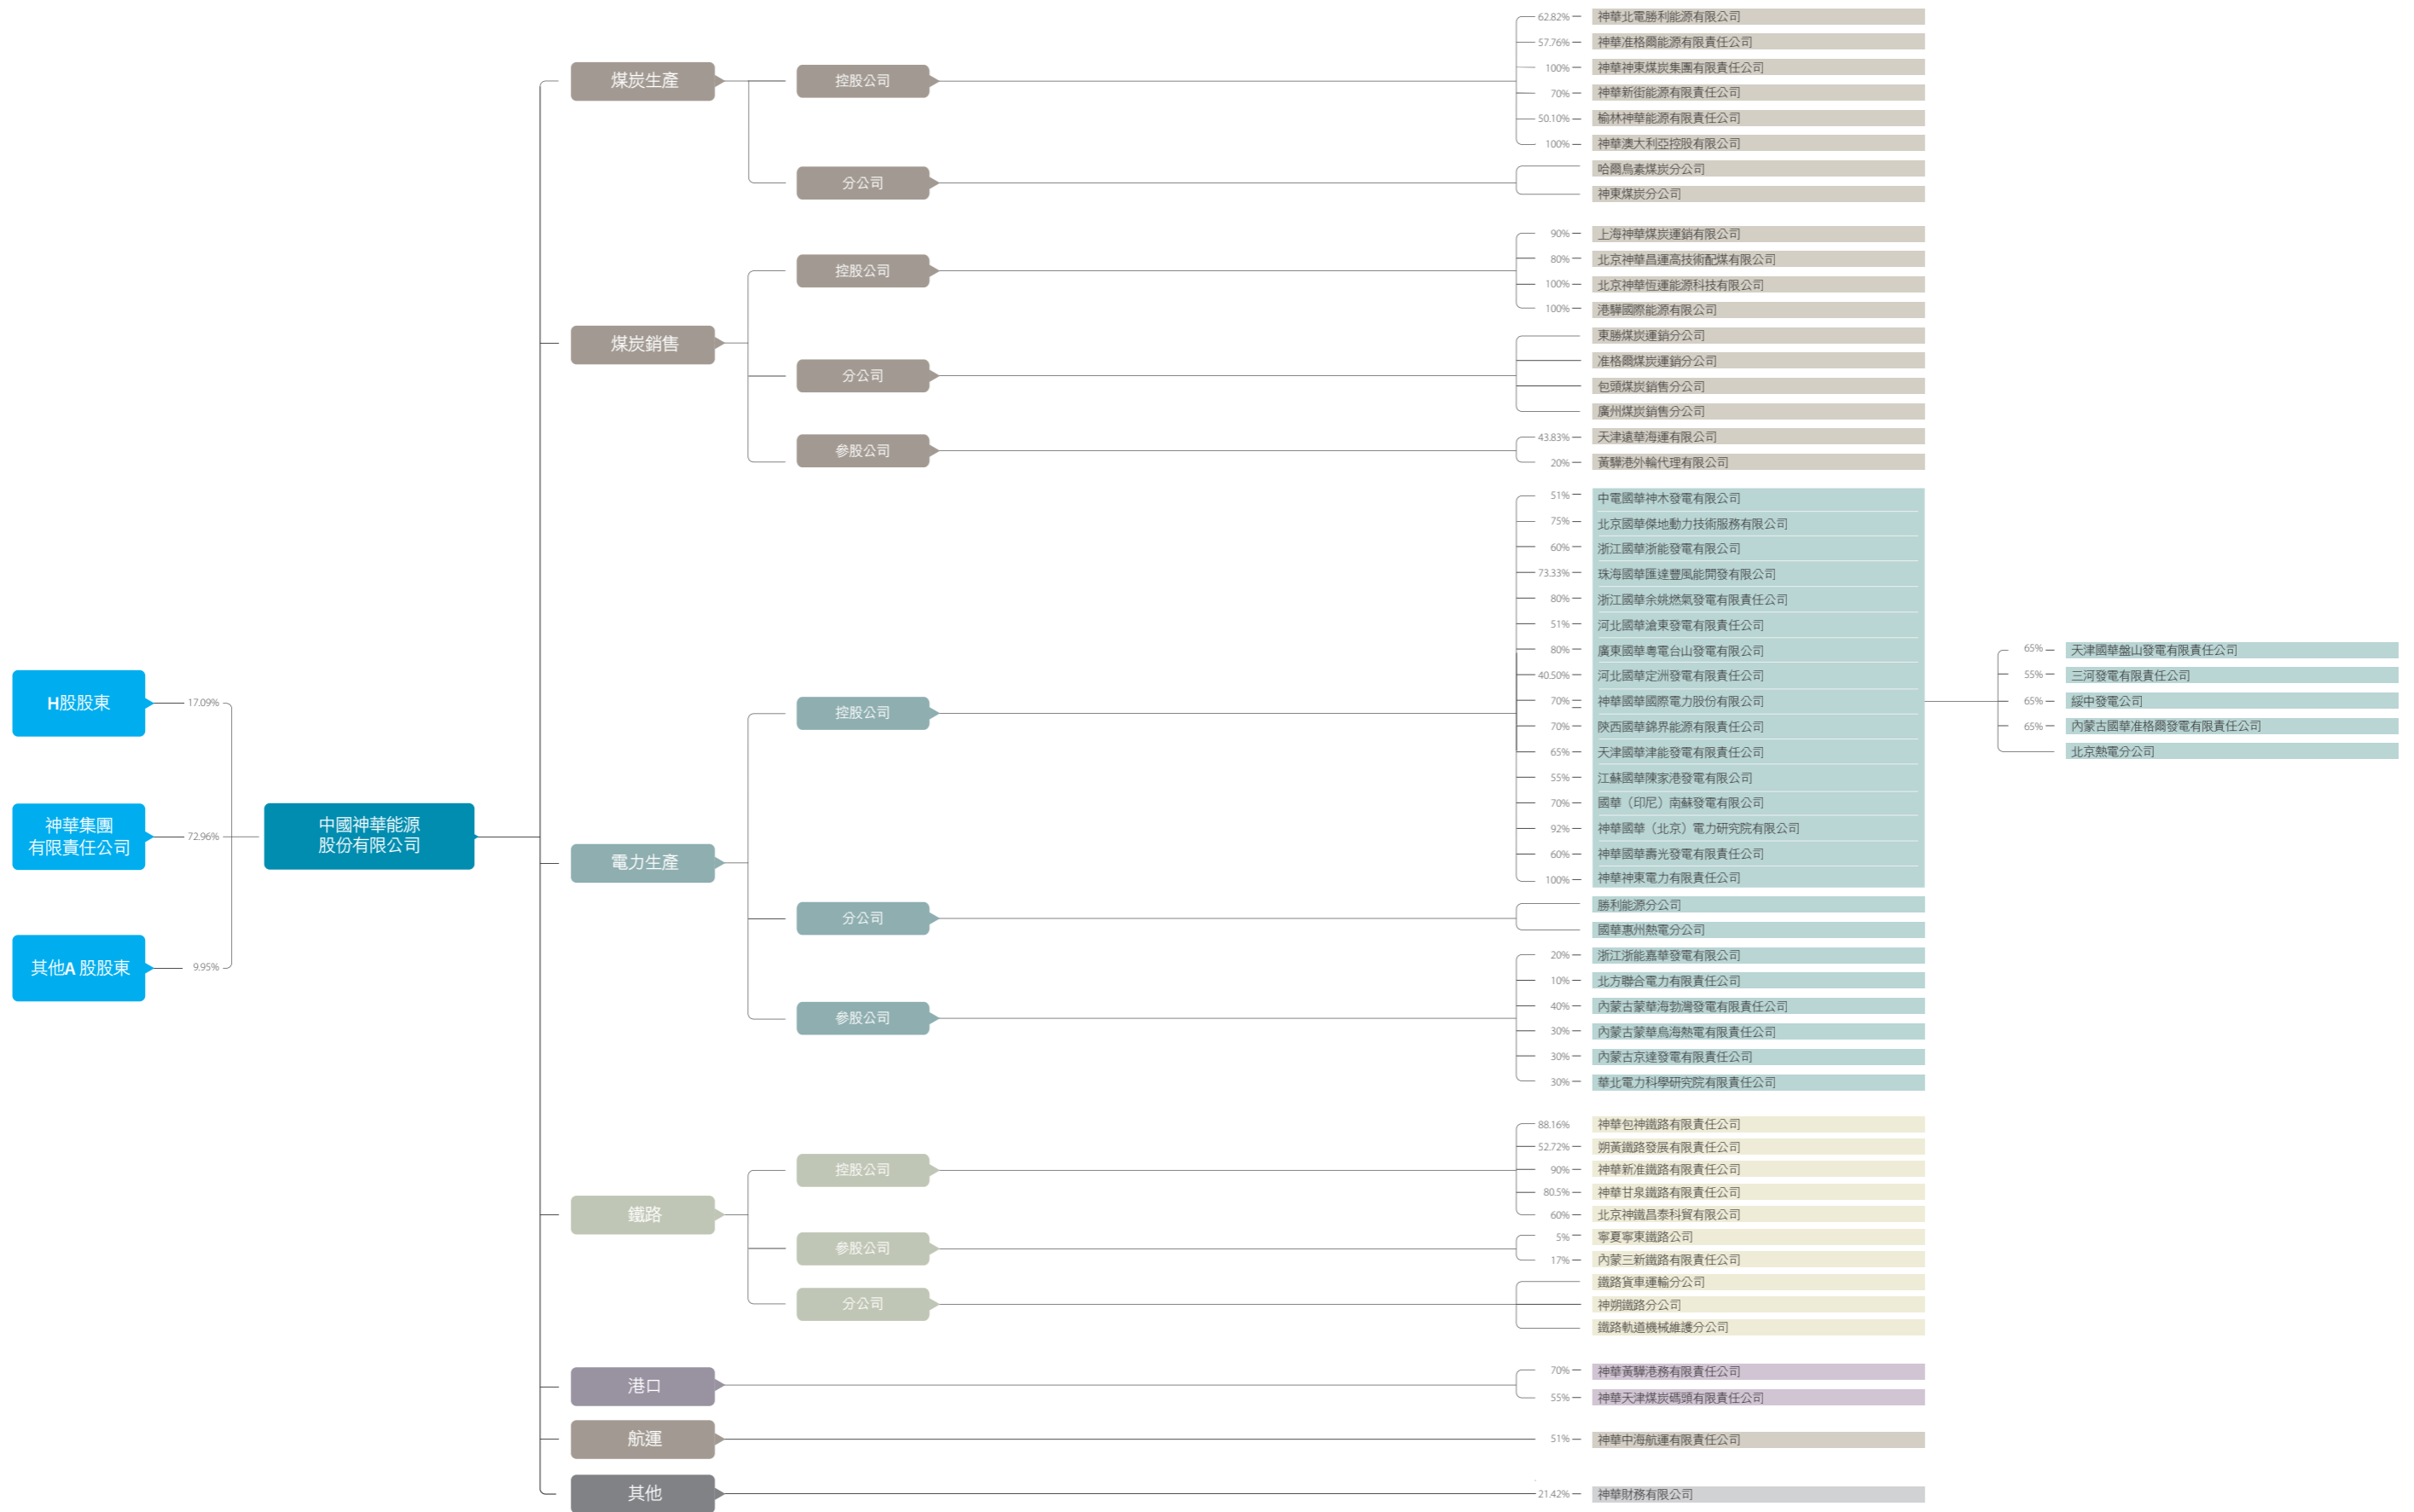 H股股東
17.09%
神華集團
有限責任公司
72.96%
其他A 股股東
9.95%
中國神華能源
股份有限公司
煤炭生產
控股公司
62.82%
神華北電勝利能源有限公司
57.76%
神華准格爾能源有限責任公司
100%
神華神東煤炭集團有限責任公司
70%
神華新街能源有限責任公司
50.10%
榆林神華能源有限責任公司
100%
神華澳大利亞控股有限公司
分公司
哈爾烏素煤炭分公司
神東煤炭分公司
煤炭銷售
控股公司
90%
上海神華煤炭運銷有限公司
80%
北京神華昌運高技術配煤有限公司
100%
北京神華恆運能源科技有限公司
100%
港驊國際能源有限公司
分公司
東勝煤炭運銷分公司
准格爾煤炭運銷分公司
包頭煤炭銷售分公司
廣州煤炭銷售分公司
參股公司
43.83%
天津遠華海運有限公司
20%
黃驊港外輪代理有限公司
電力生產
控股公司
51%
中電國華神木發電有限公司
75%
北京國華傑地動力技術服務有限公司
60%
浙江國華浙能發電有限公司
73.33%
珠海國華匯達豐風能開發有限公司
80%
浙江國華余姚燃氣發電有限責任公司
51%
河北國華滄東發電有限責任公司
80%
廣東國華粵電台山發電有限公司
40.50%
河北國華定洲發電有限責任公司
70%
神華國華國際電力股份有限公司
65%
天津國華盤山發電有限責任公司
55%
三河發電有限責任公司
65%
綏中發電公司
65%
內蒙古國華准格爾發電有限責任公司
北京熱電分公司
70%
陝西國華錦界能源有限責任公司
65%
天津國華津能發電有限責任公司
55%
江蘇國華陳家港發電有限公司
70%
國華（印尼）南蘇發電有限公司
92%
神華國華（北京）電力研究院有限公司
60%
神華國華壽光發電有限責任公司
100%
神華神東電力有限責任公司
分公司
勝利能源分公司
國華惠州熱電分公司
參股公司
20%
浙江浙能嘉華發電有限公司
10%
北方聯合電力有限責任公司
40%
內蒙古蒙華海勃灣發電有限責任公司
30%
內蒙古蒙華烏海熱電有限責任公司
30%
內蒙古京達發電有限責任公司
30%
華北電力科學研究院有限責任公司
鐵路
控股公司
88.16%
神華包神鐵路有限責任公司
52.72%
朔黃鐵路發展有限責任公司
90%
神華新准鐵路有限責任公司
80.5%
神華甘泉鐵路有限責任公司
60%
北京神鐵昌泰科貿有限公司
參股公司
5%
寧夏寧東鐵路公司
17%
內蒙三新鐵路有限責任公司
分公司
鐵路貨車運輸分公司
神朔鐵路分公司
鐵路軌道機械維護分公司
港口
70%
神華黃驊港務有限責任公司
55%
神華天津煤炭碼頭有限責任公司
航運
51%
神華中海航運有限責任公司
其他
21.42%
神華財務有限公司